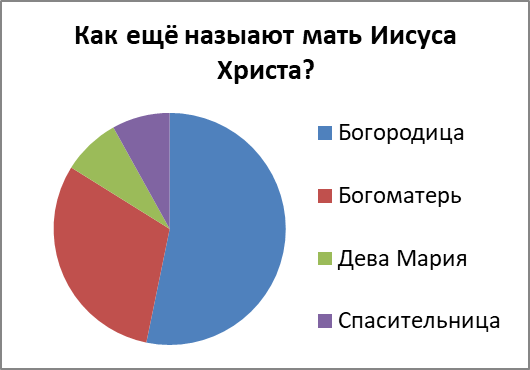 Как ещё назыают мать Иисуса
Христа?
Богородица
Богоматерь
Дева Мария
Спасительница